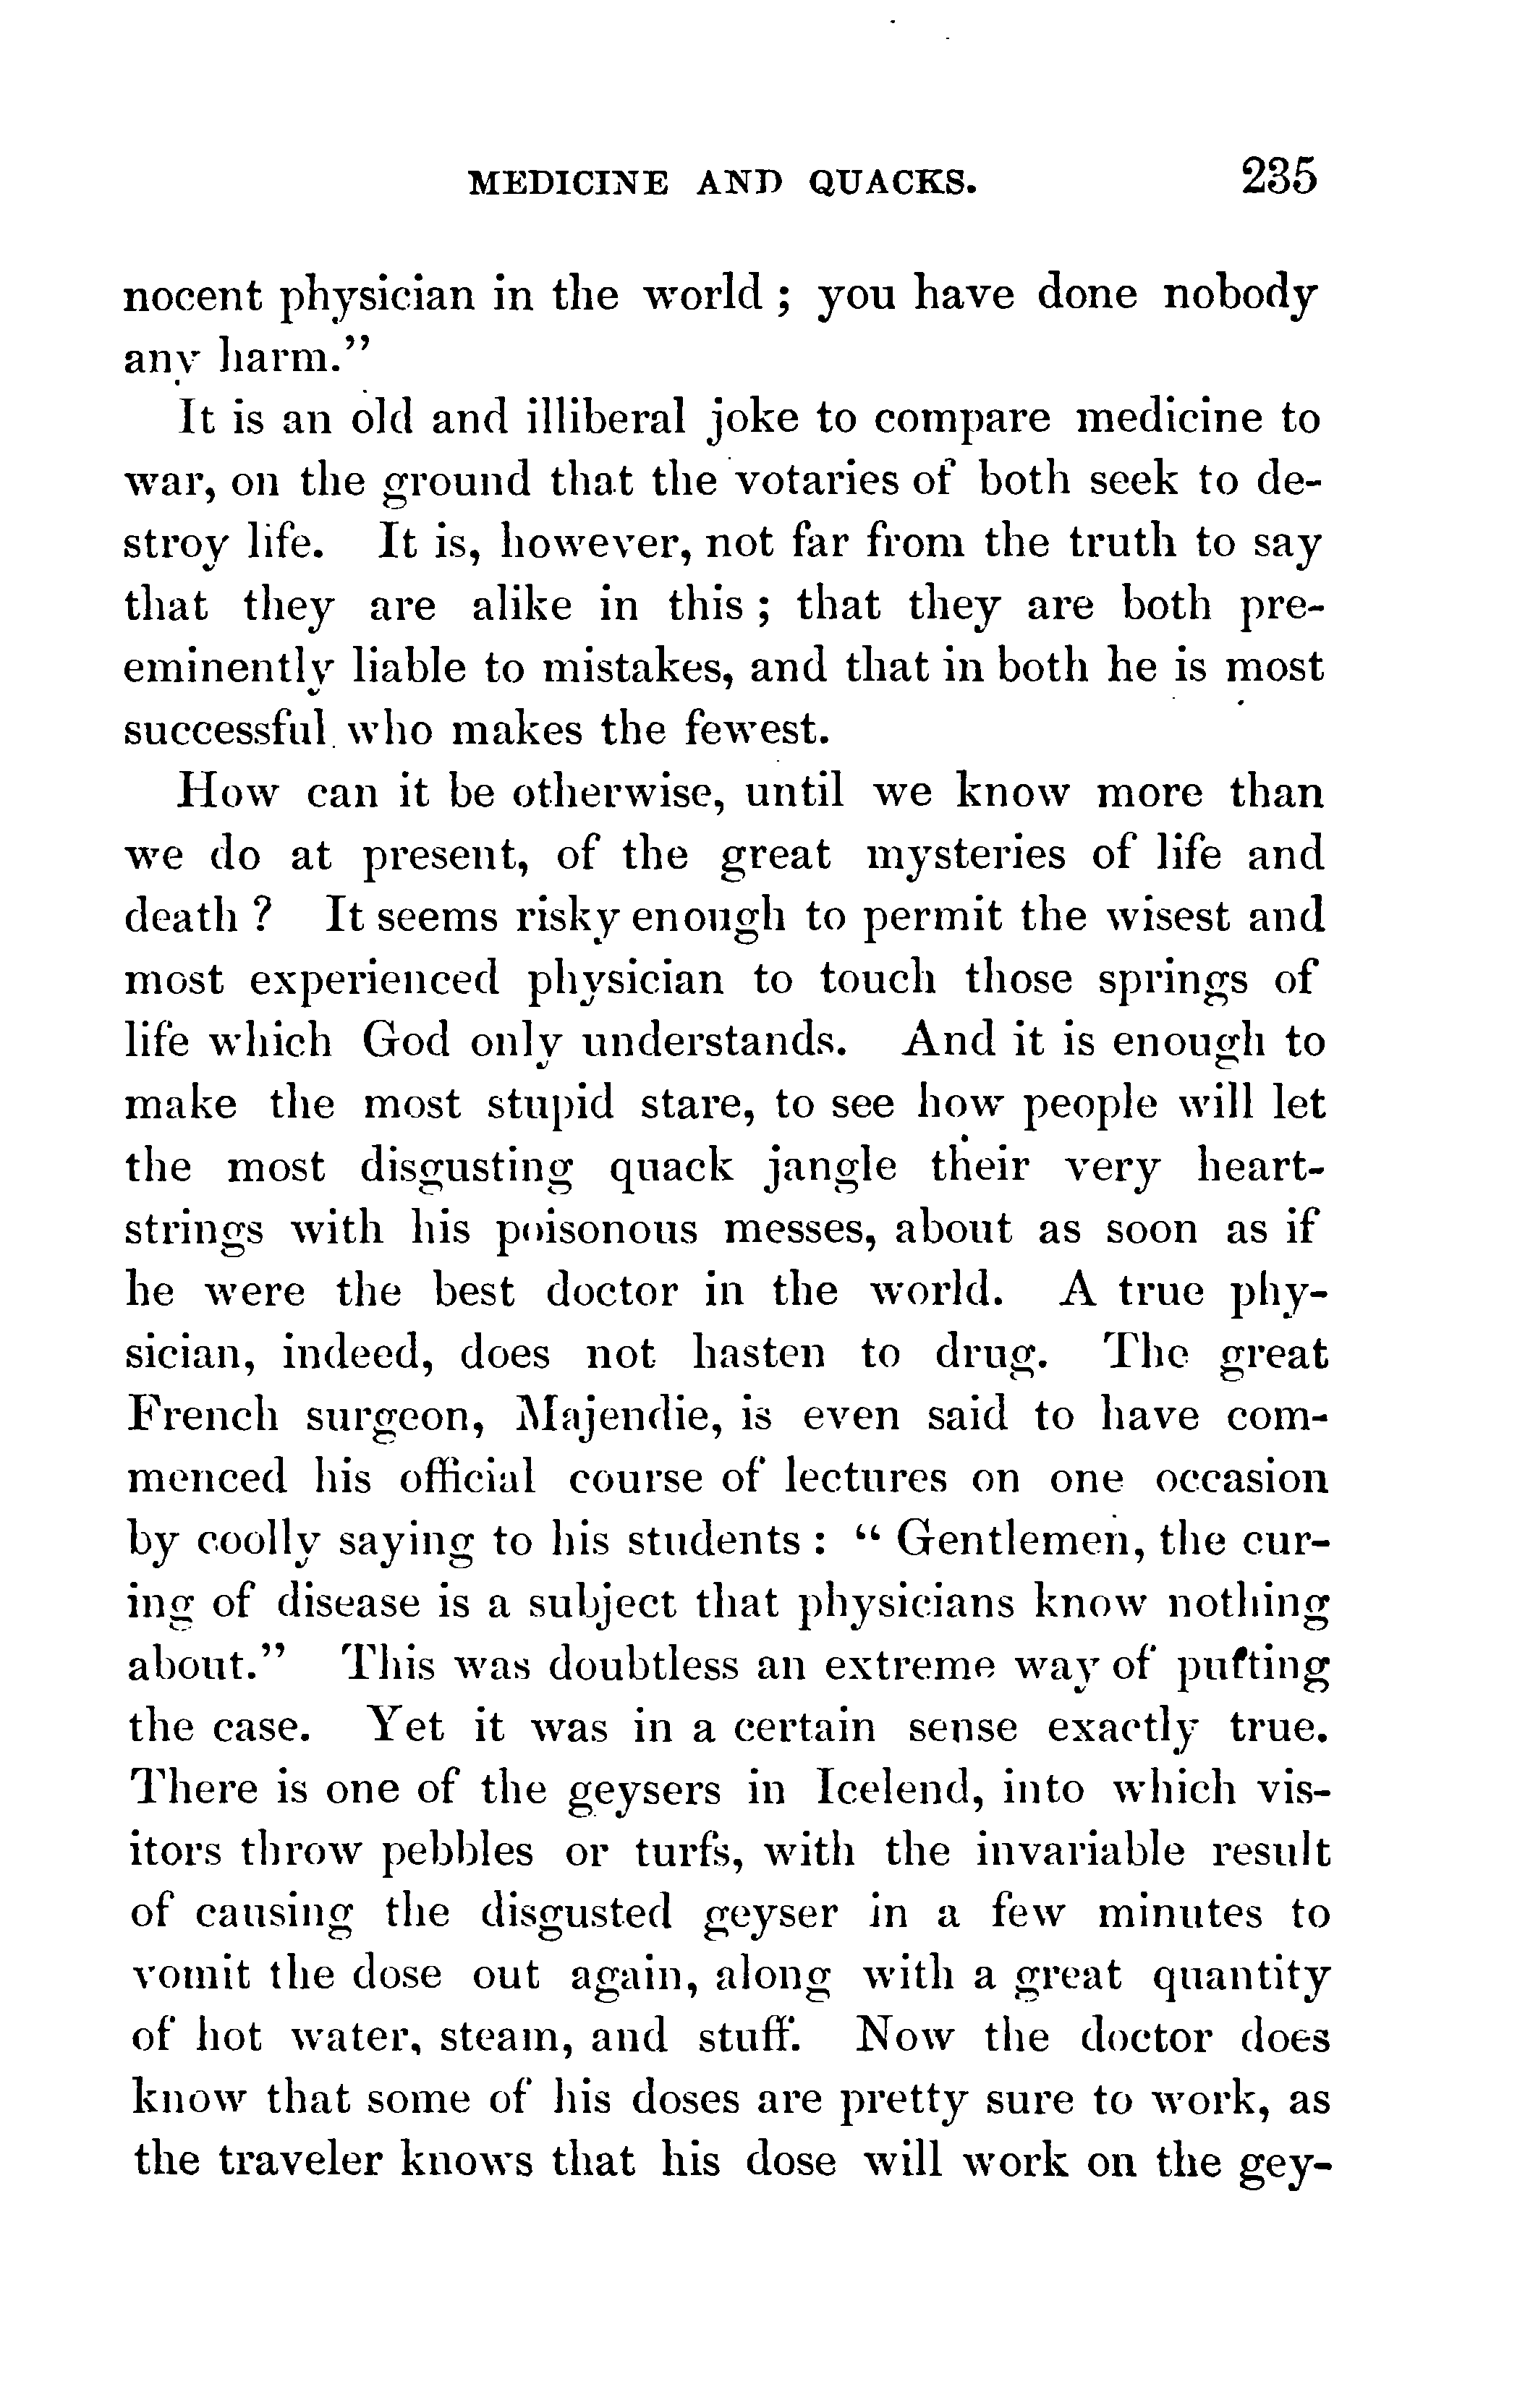 MEDICINE AND QUACKS. 235
nocent physician in the world ; you have done nobody
any harm."
It is an old and illiberal joke to compare medicine to
war, on the ground that the votaries of both seek to de-
stroy life. It is, however, not far from the truth to say
that they are alike in this ; that they are both pre-
eminently liable to mistakes, and that in both he is most
successful who makes the fewest.
How can it be otherwise, until we know more than
we do at present, of the great mysteries of life and
death ? It seems risky enough to permit the wisest and
most experienced physician to touch those springs of
life which God only understands. And it is enough to
make the most stupid stare, to see how people will let
the most disgusting quack jangle their very heart-
strings with his poisonous messes, about as soon as if
he were the best doctor in the world. A true phy-
sician, indeed, does not hasten to drug. The great
French surgeon, Majendie, is even said to have com-
menced his official course of lectures on one occasion
by coolly saying to his students : " Gentlemen, the cur-
ing of disease is a subject that physicians know nothing
about." This was doubtless an extreme way of putting
the case. Yet it was in a certain sense exactly true.
There is one of the geysers in Icelend, into which vis-
itors throw pebbles or turfs, with the invariable result
of causing the disgusted geyser in a few minutes to
vomit the dose out again, along with a great quantity
of hot water, steam, and stuff. Now the doctor does
know that some of his doses are pretty sure to work, as
the traveler knows that his dose will work on the gey-